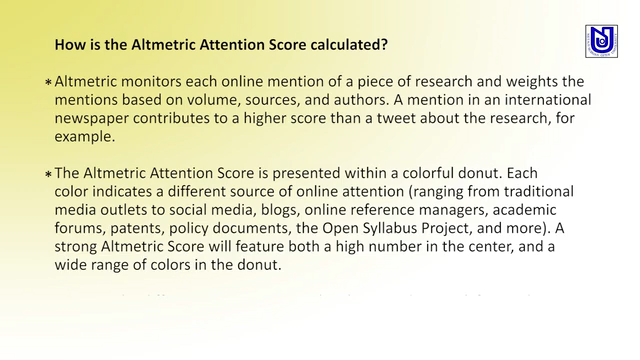 How is the Altmetric Attention Score calculated?
* Altmetric monitors each online mention of a piece of research and weights the
mentions based on volume, sources, and authors. A mention in an international
newspaper contributes to a higher score than a tweet about the research, for
example.
* The Altmetric Attention Score is presented within a colorful donut. Each
color indicates a different source of online attention (ranging from traditional
media outlets to social media, blogs, online reference managers, academic
forums, patents, policy documents, the Open Syllabus Project, and more). A
strong Altmetric Score will feature both a high number in the center, and a
wide range of colors in the donut.